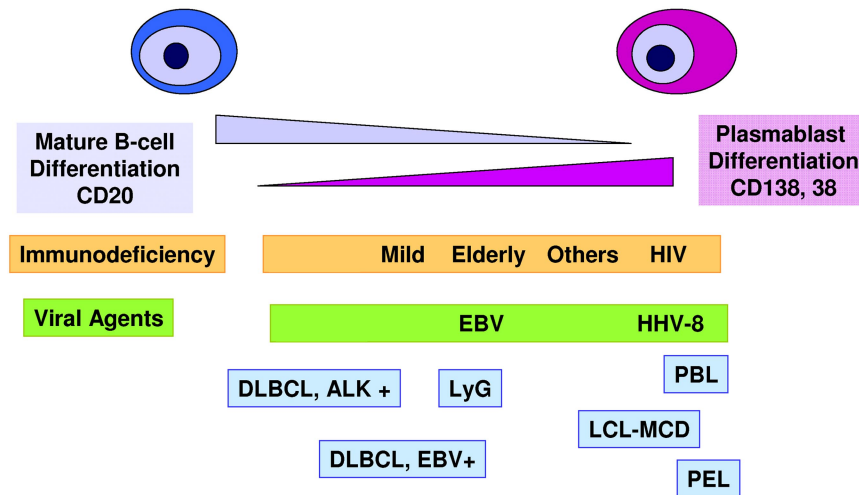 Mature B-cell
Differentiation
CD20
Plasmablast
Differentiation
CD138, 38
Immunodeficiency
Mild Elderly Others HIV
Viral Agents
EBV HHV-8
DLBCL, ALK +
LyG
PBL
LCL-MCD
DLBCL, EBV+
PEL